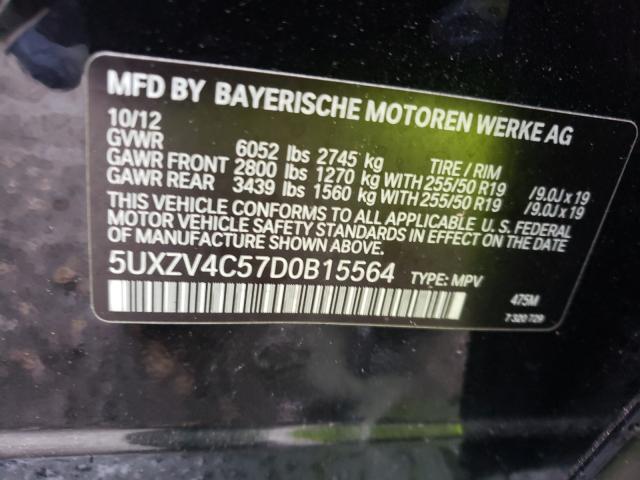 MFD BY BAYERISCHE MOTOREN WERKE AG
10/12
GVWR 6052 lbs 2745 kg TIRE / RIM
GAWR FRONT 2800 lbs 1270 kg WITH 255/50 R19 /9.0J x 19
GAWR REAR 3439 lbs 1560 kg WITH 255/50 R19 /9.0J x 19
THIS VEHICLE CONFORMS TO ALL APPLICABLE U. S. FEDERAL
MOTOR VEHICLE SAFETY STANDARDS IN EFFECT ON THE
DATE OF MANUFACTURE SHOWN ABOVE.
5UXZV4C57D0B15564 TYPE: MPV 475M
7 320 729